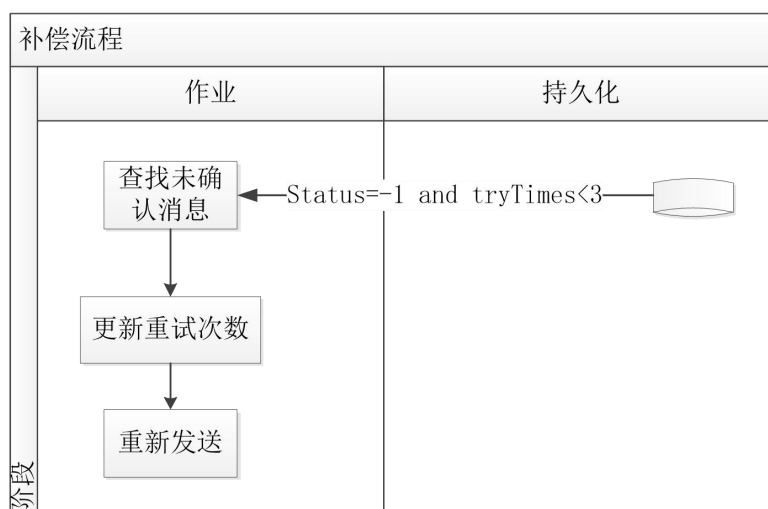 补偿流程
作业
持久化
查找未确
认消息
Status=-1 and tryTimes<3
更新重试次数
重新发送
阶段